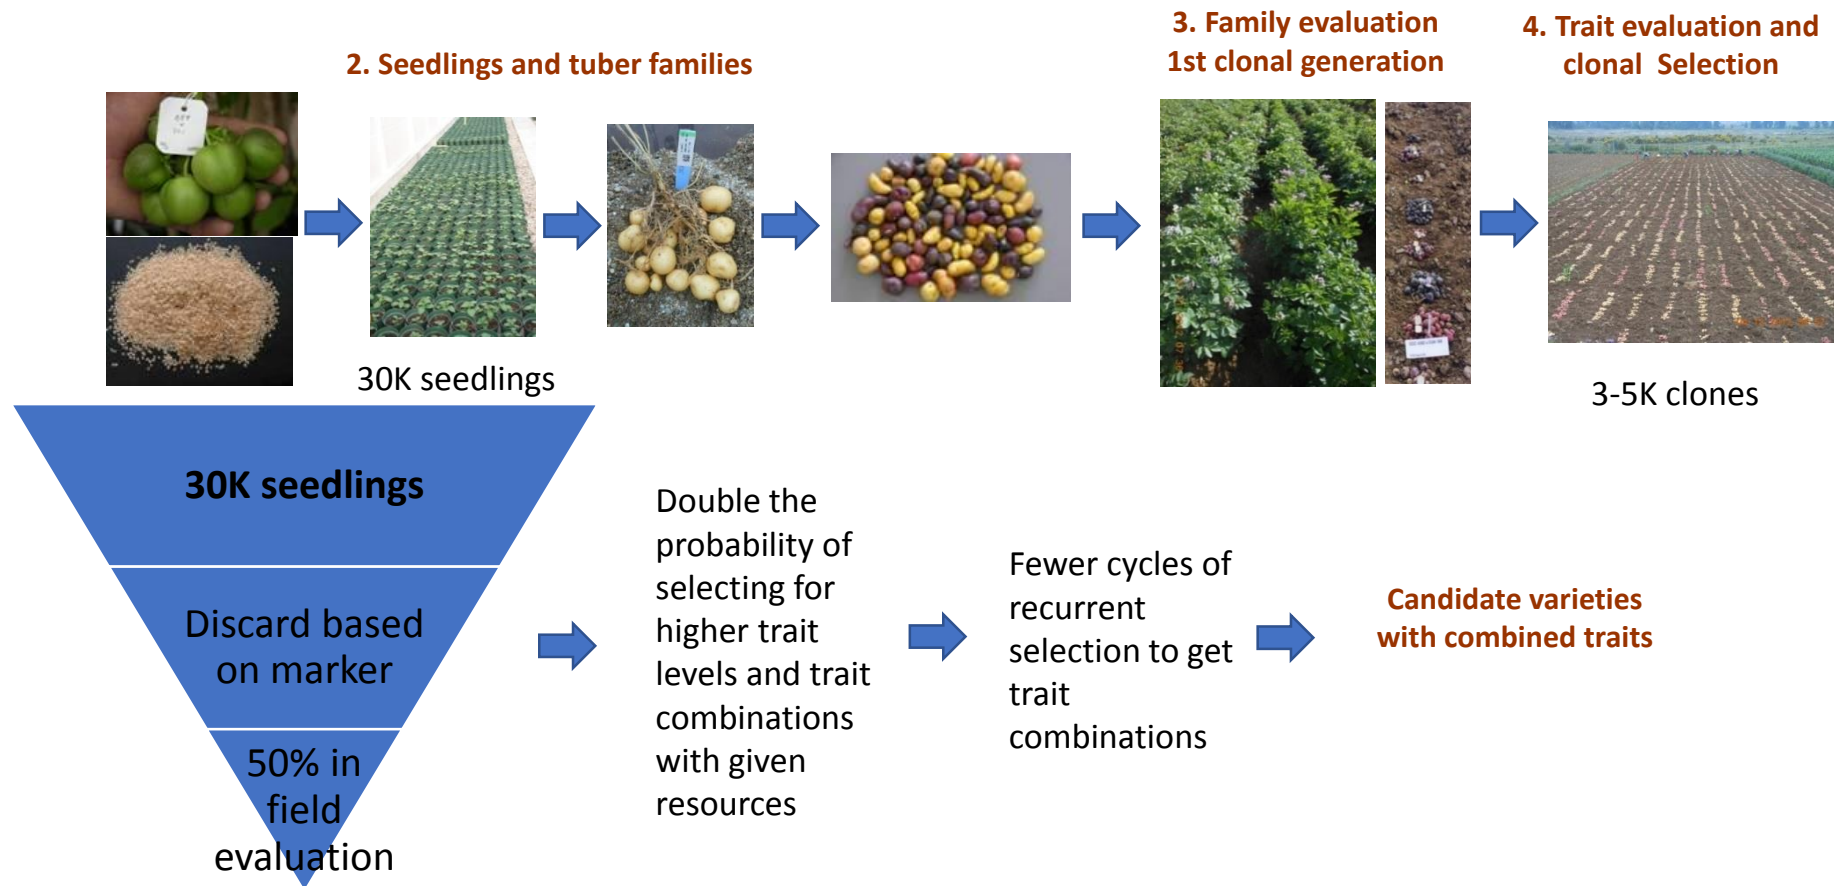 2. Seedlings and tuber families
3. Family evaluation
1st clonal generation
4. Trait evaluation and
clonal  Selection
30K seedlings
3-5K clones
30K seedlings
Discard based
on marker
50% in
field
evaluation
Double the
probability of
selecting for
higher trait
levels and trait
combinations
with given
resources
Fewer cycles of
recurrent
selection to get
trait
combinations
Candidate varieties
with combined traits